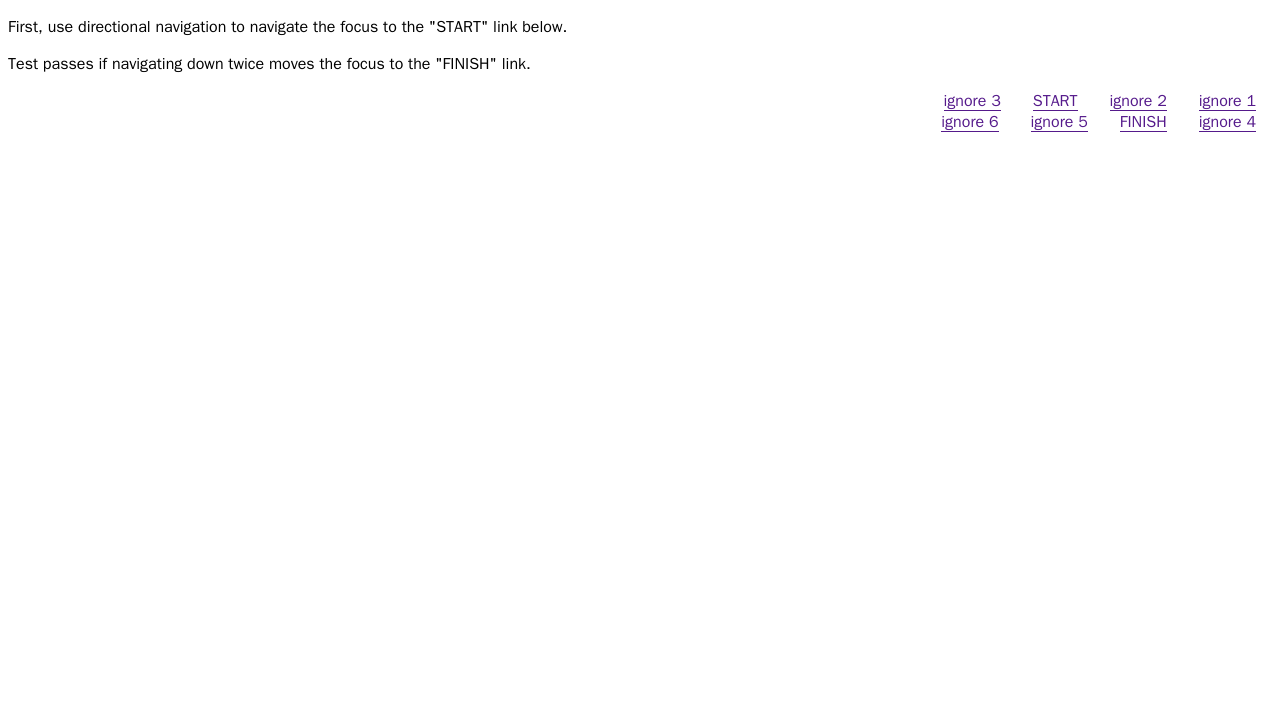 First, use directional navigation to navigate the focus to the "START" link below.
Test passes if navigating down twice moves the focus to the "FINISH" link.
ignore 3 START ignore 2 ignore 1
ignore 6 ignore 5 FINISH ignore 4